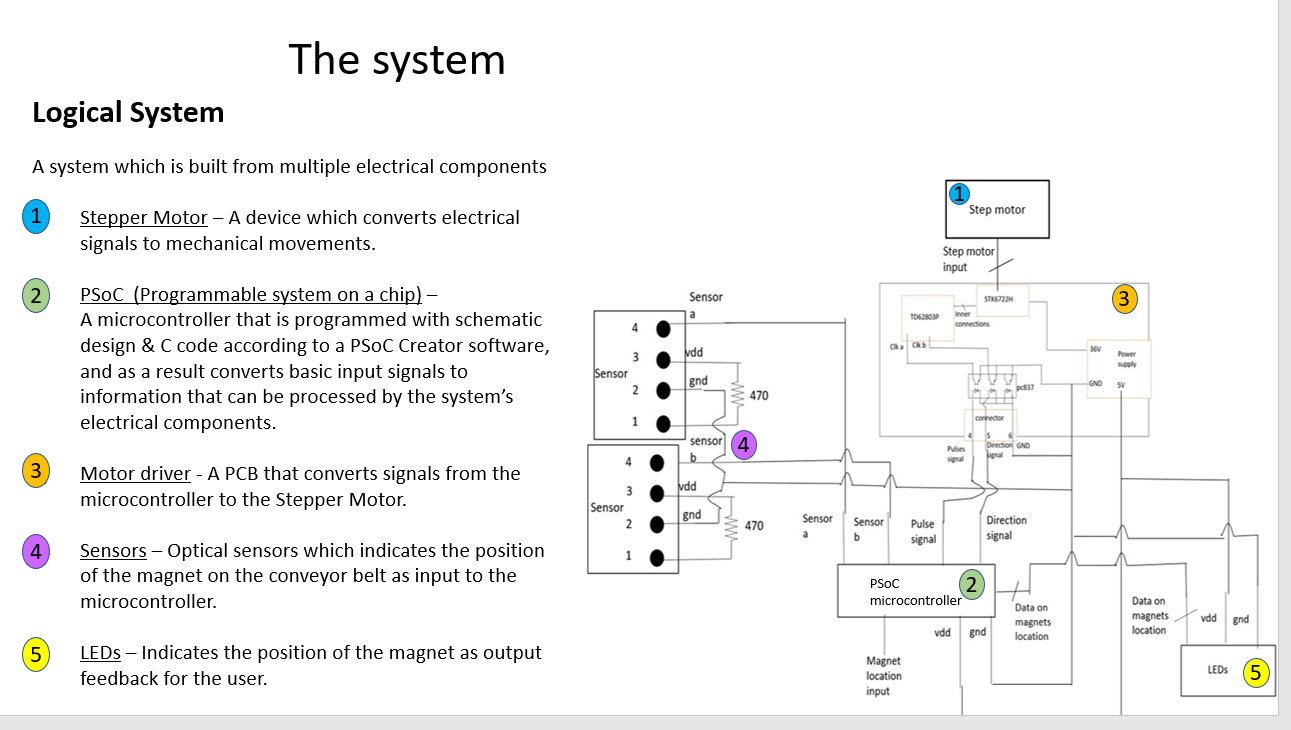 The system
Logical System
A system which is built from multiple electrical components
1
Stepper Motor – A device which converts electrical
signals to mechanical movements.
2
PSoC (Programmable system on a chip) –
A microcontroller that is programmed with schematic
design & C code according to a PSoC Creator software,
and as a result converts basic input signals to
information that can be processed by the system's
electrical components.
3
Motor driver - A PCB that converts signals from the
microcontroller to the Stepper Motor.
4
Sensors – Optical sensors which indicates the position
of the magnet on the conveyor belt as input to the
microcontroller.
5
LEDs – Indicates the position of the magnet as output
feedback for the user.
1
Step motor
Step motor
input
3
STK6722H
TD62803P
Inner
connections
Clk a
Clk b
36V
Power
supply
GND
5V
pc837
connector
4
5
6
Pulses
signal
Direction
signal
GND
Sensor
a
4
3
vdd
Sensor
2
gnd
470
1
4
sensor
b
4
3
vdd
Sensor
2
gnd
470
1
Sensor
a
Sensor
b
Pulse
signal
Direction
signal
PSoC
microcontroller
2
vdd
gnd
Magnet
location
input
Data on
magnets
location
Data on
magnets
location
vdd
gnd
LEDs
5